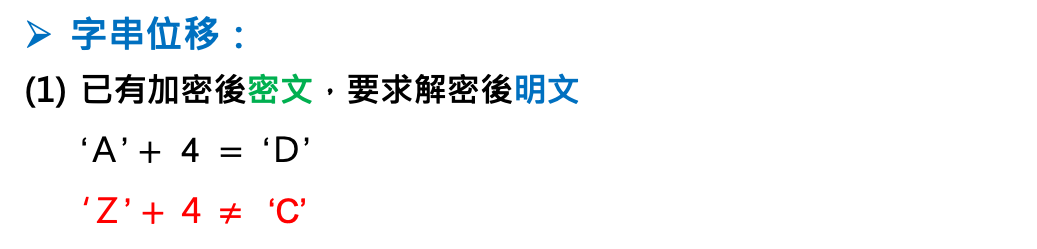 ➢ 字串位移：
(1) 已有加密後密文，要求解密後明文
‘A’+ 4 = ‘D’
‘Z’+ 4 ≠ ‘C’